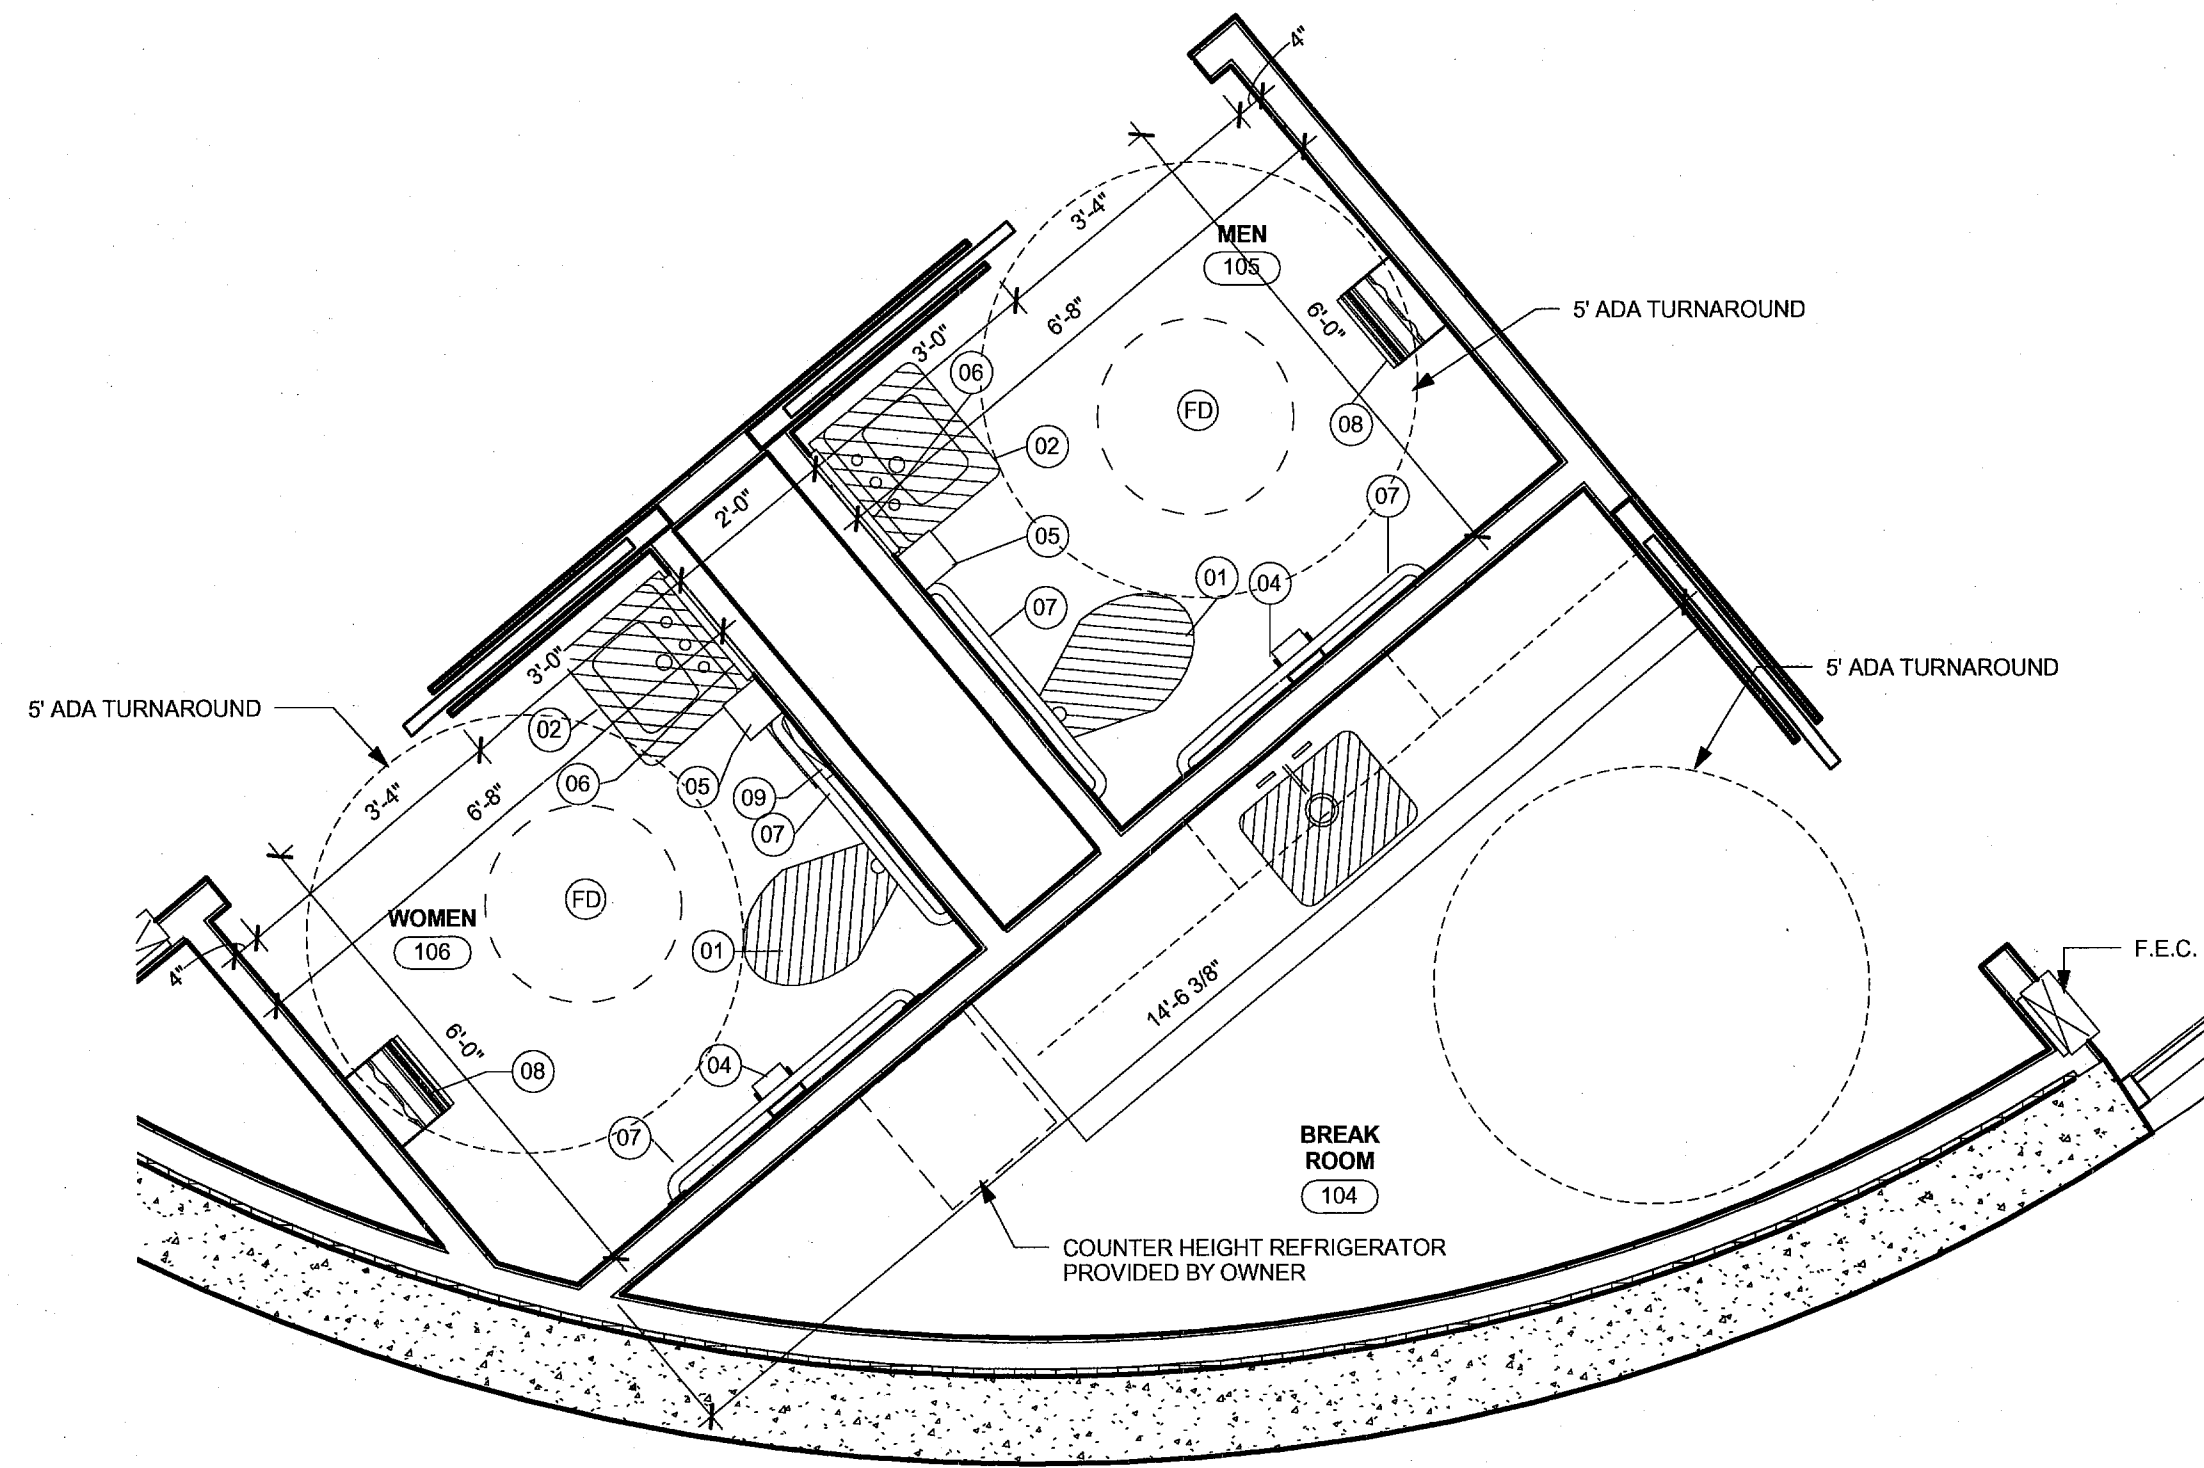 4"
3'-4"
MEN
105
6'-8"
6'-0"
5' ADA TURNAROUND
3'-0"
06
02
FD
08
07
2'-0"
05
01
04
07
3'-0"
5' ADA TURNAROUND
5' ADA TURNAROUND
02
06
05
09
07
3'-4"
6'-8"
FD
WOMEN
106
01
4"
6'-0"
08
04
07
14'-6 3/8"
F.E.C.
BREAK
ROOM
104
COUNTER HEIGHT REFRIGERATOR
PROVIDED BY OWNER